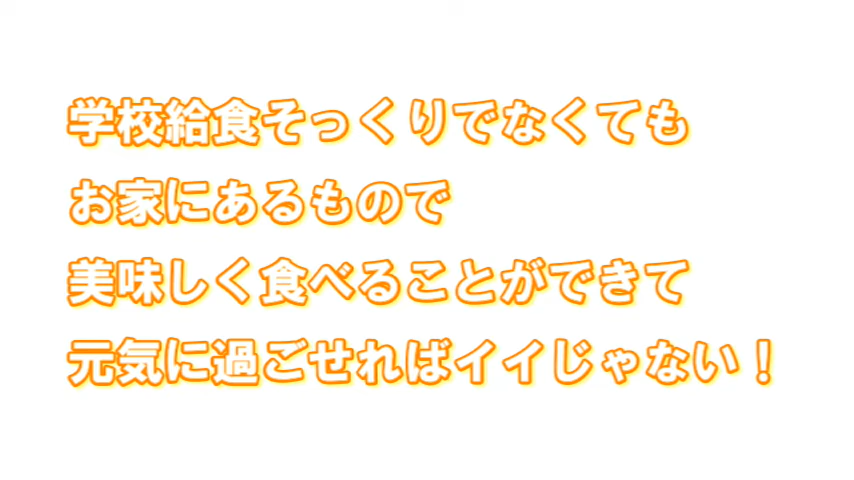 学校給食そっくりでなくても
お家にあるもので
美味しく食べることができて
元気に過ごせればイイじゃない！